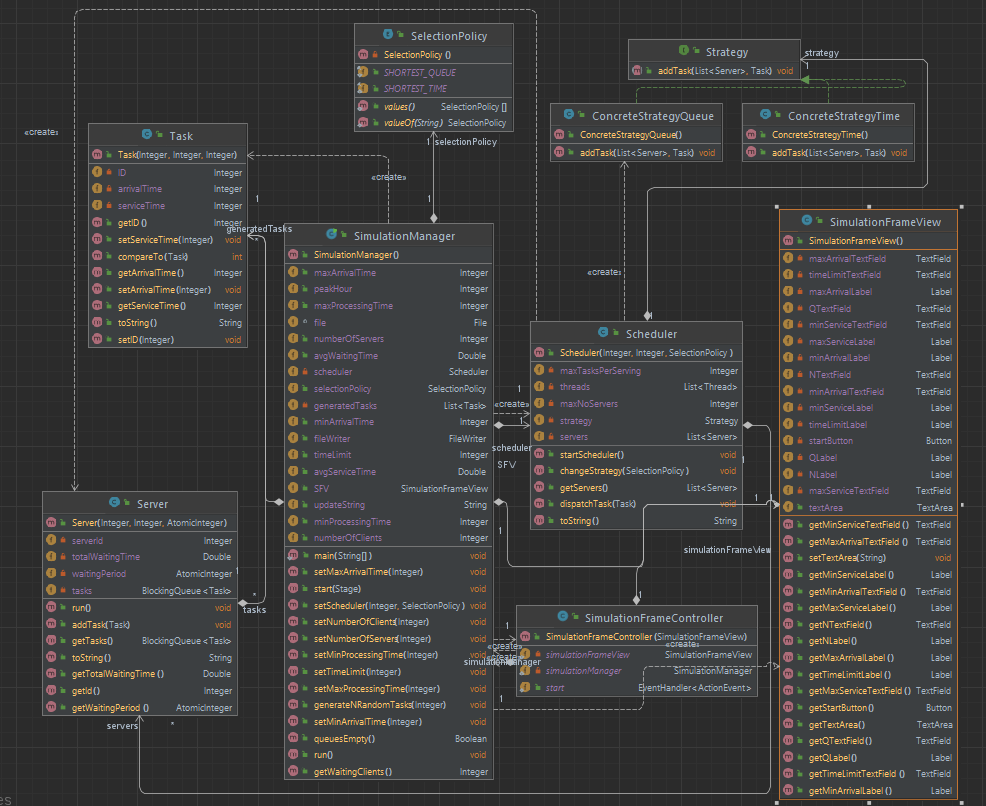 SelectionPolicy
SelectionPolicy ()
SHORTEST_QUEUE
SHORTEST_TIME
values() SelectionPolicy []
valueOf(String) SelectionPolicy
1 selectionPolicy
Strategy
addTask(List<Server>, Task) void
strategy
1
ConcreteStrategyQueue
ConcreteStrategyQueue()
addTask(List<Server>, Task) void
ConcreteStrategyTime
ConcreteStrategyTime()
addTask(List<Server>, Task) void
«create»
Task
Task(Integer, Integer, Integer)
ID Integer
arrivalTime Integer
serviceTime Integer
getID() Integer
setServiceTime(Integer) void
compareTo(Task) int
getArrivalTime() Integer
setArrivalTime(Integer) void
getServiceTime() Integer
toString() String
setID(Integer) void
«create»
1
1
generatedTasks
*
SimulationManager
SimulationManager()
maxArrivalTime Integer
peakHour Integer
maxProcessingTime Integer
file File
numberOfServers Integer
avgWaitingTime Double
scheduler Scheduler
selectionPolicy SelectionPolicy
generatedTasks List<Task>
minArrivalTime Integer
fileWriter FileWriter
timeLimit Integer
avgServiceTime Double
SFV SimulationFrameView
updateString String
minProcessingTime Integer
numberOfClients Integer
main(String[]) void
setMaxArrivalTime(Integer) void
start(Stage) void
setScheduler(Integer, SelectionPolicy) void
setNumberOfClients(Integer) void
setNumberOfServers(Integer) void
setMinProcessingTime(Integer) void
setTimeLimit(Integer) void
setMaxProcessingTime(Integer) void
generateNRandomTasks(Integer) void
setMinArrivalTime(Integer) void
queuesEmpty() Boolean
run() void
getWaitingClients() Integer
«create»
Scheduler
Scheduler(Integer, Integer, SelectionPolicy )
maxTasksPerServing Integer
threads List<Thread>
maxNoServers Integer
strategy Strategy
servers List<Server>
startScheduler() void
changeStrategy(SelectionPolicy) void
getServers() List<Server>
dispatchTask(Task) void
toString() String
1
«create»
1
scheduler
SFV
1
1
1
1
1
simulationFrameView
1
Server
Server(Integer, Integer, AtomicInteger)
serverId Integer
totalWaitingTime Double
waitingPeriod AtomicInteger
tasks BlockingQueue <Task>
run() void
addTask(Task) void
getTasks() BlockingQueue <Task>
toString() String
getTotalWaitingTime () Double
getId() Integer
getWaitingPeriod () AtomicInteger
1
*
tasks
servers
*
SimulationFrameController
SimulationFrameController (SimulationFrameView)
simulationFrameView SimulationFrameView
simulationManager SimulationManager
start EventHandler<ActionEvent>
1
«create»
«create»
«create»
simulationManager
1
SimulationFrameView
SimulationFrameView()
maxArrivalTextField TextField
timeLimitTextField TextField
maxArrivalLabel Label
QTextField TextField
minServiceTextField TextField
maxServiceLabel Label
minArrivalLabel Label
NTextField TextField
minArrivalTextField TextField
minServiceLabel Label
timeLimitLabel Label
startButton Button
QLabel Label
NLabel Label
maxServiceTextField TextField
textArea TextArea
getMinServiceTextField () TextField
getMaxArrivalTextField () TextField
setTextArea(String) void
getMinServiceLabel() Label
getMinArrivalTextField () TextField
getMaxServiceLabel() Label
getNTextField() TextField
getNLabel() Label
getMaxArrivalLabel () Label
getTimeLimitLabel () Label
getMaxServiceTextField () TextField
getStartButton() Button
getTextArea() TextArea
getQTextField() TextField
getQLabel() Label
getTimeLimitTextField () TextField
getMinArrivalLabel () Label
es